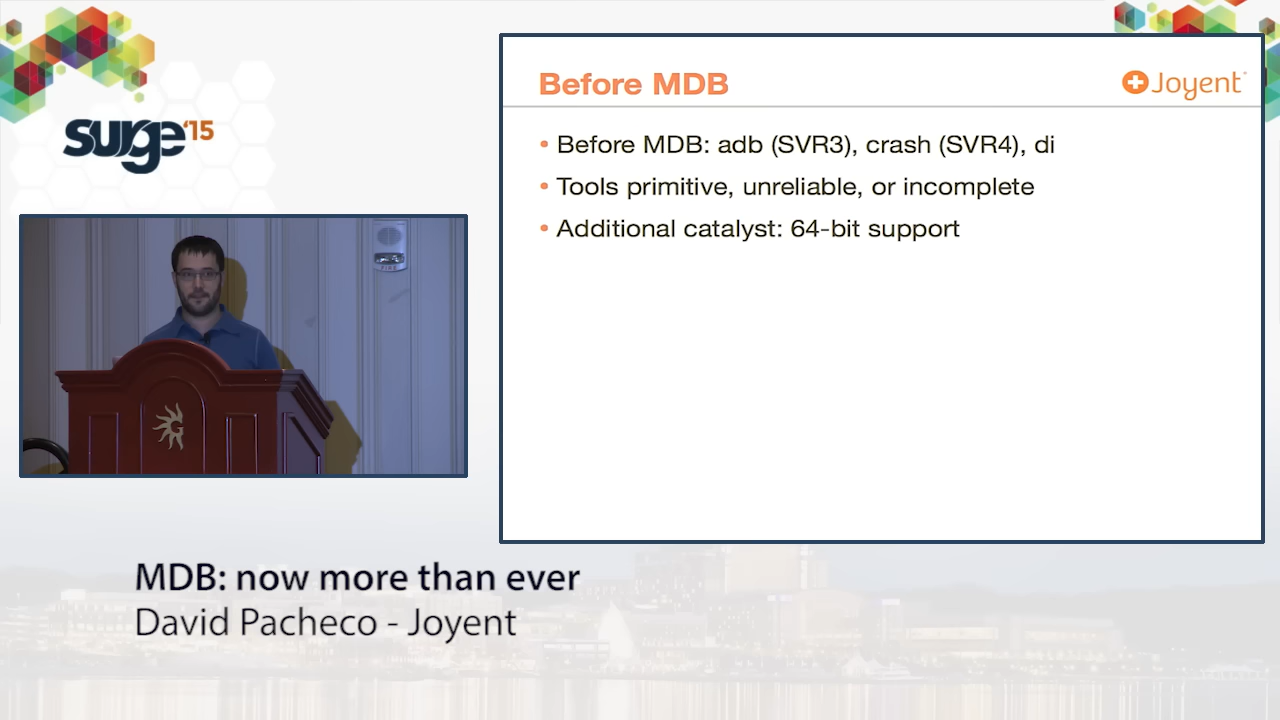 surge '15
Before MDB
Joyent
• Before MDB: adb (SVR3), crash (SVR4), di
• Tools primitive, unreliable, or incomplete
• Additional catalyst: 64-bit support
FIRE
MDB: now more than ever
David Pacheco - Joyent